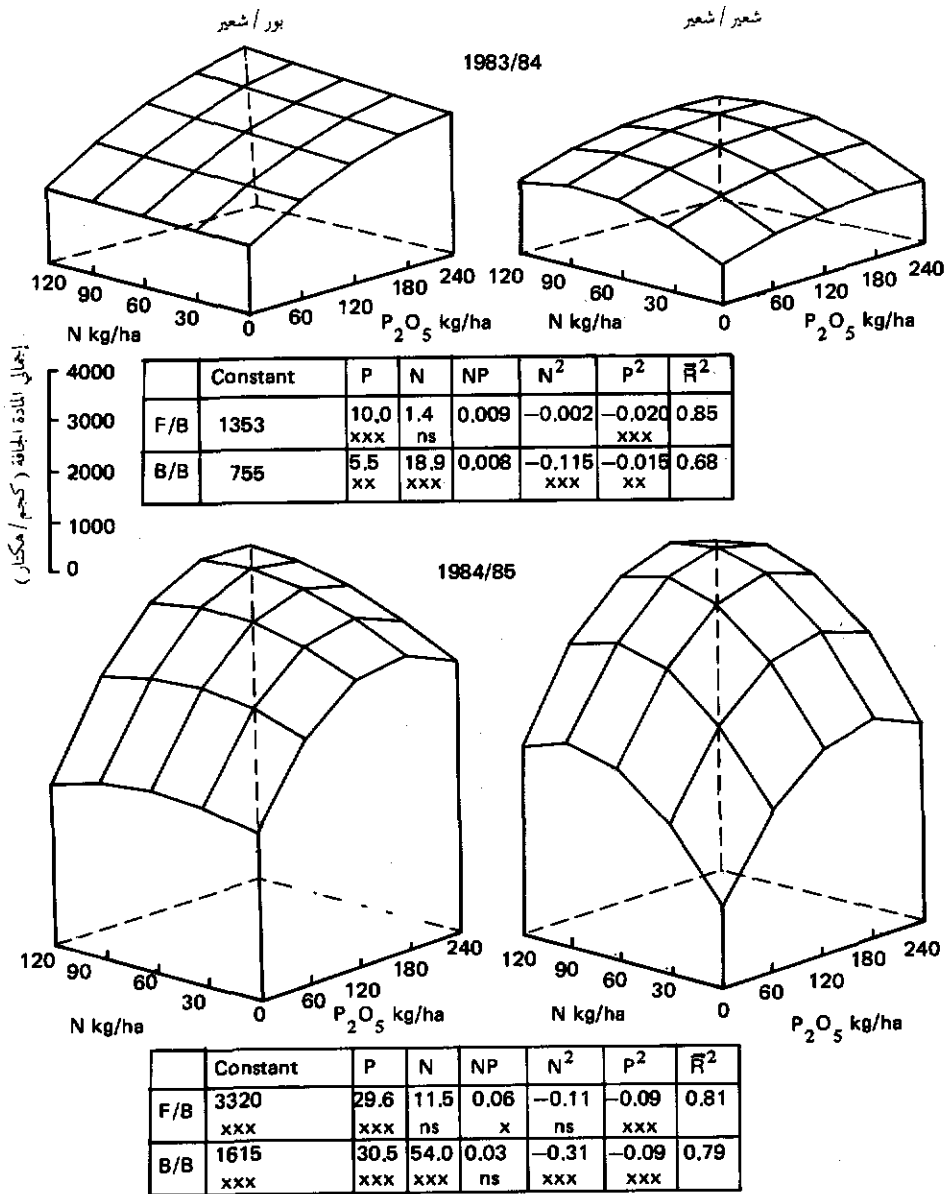 بور / شعير
شعير / شعير
1983/84
120 90 60 30 0 60 120 180 240
N kg/ha P₂O₅ kg/ha
120 90 60 30 0 60 120 180 240
N kg/ha P₂O₅ kg/ha
إجمالي المادة الجافة ( كجم / هكتار )
4000
3000
2000
1000
0
Constant P N NP N² P² R̄²
F/B 1353 10,0 1.4 0,009 −0.002 −0.020 0.85
xxx ns xxx
B/B 755 5.5 18.9 0.008 −0.115 −0.015 0.68
xx xxx xxx xx
1984/85
120 90 60 30 0 60 120 180 240
N kg/ha P₂O₅ kg/ha
120 90 60 30 0 60 120 180 240
N kg/ha P₂O₅ kg/ha
Constant P N NP N² P² R̄²
F/B 3320 29.6 11.5 0.06 −0.11 −0.09 0.81
xxx xxx ns x ns xxx
B/B 1615 30.5 54.0 0.03 −0.31 −0.09 0.79
xxx xxx xxx ns xxx xxx